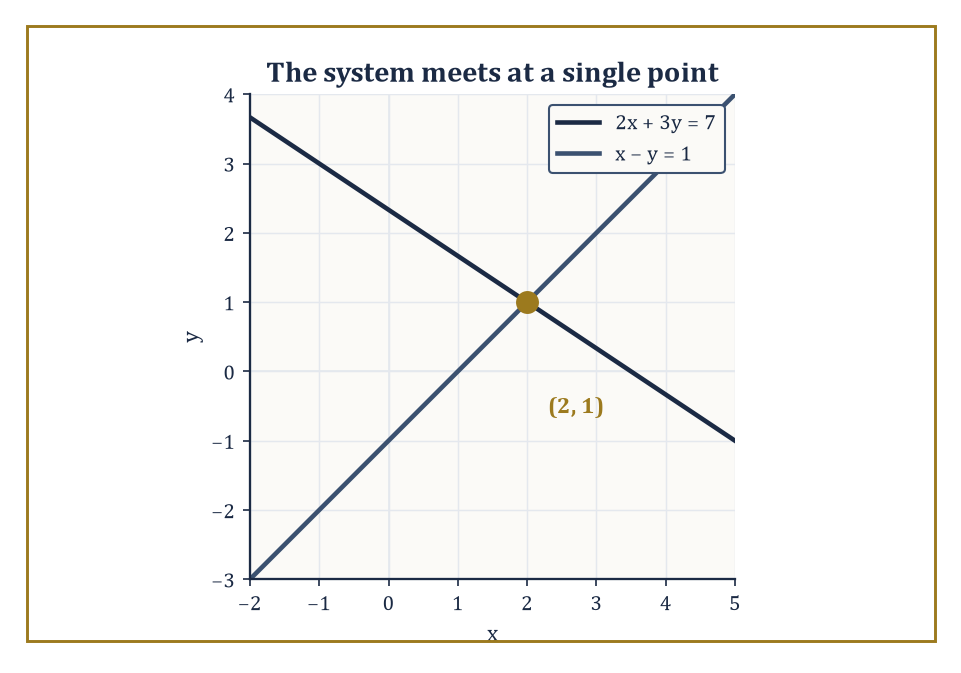 The system meets at a single point
4
2x + 3y = 7
x − y = 1
3
2
1
y
0
(2, 1)
−1
−2
−3
−2 −1 0 1 2 3 4 5
x